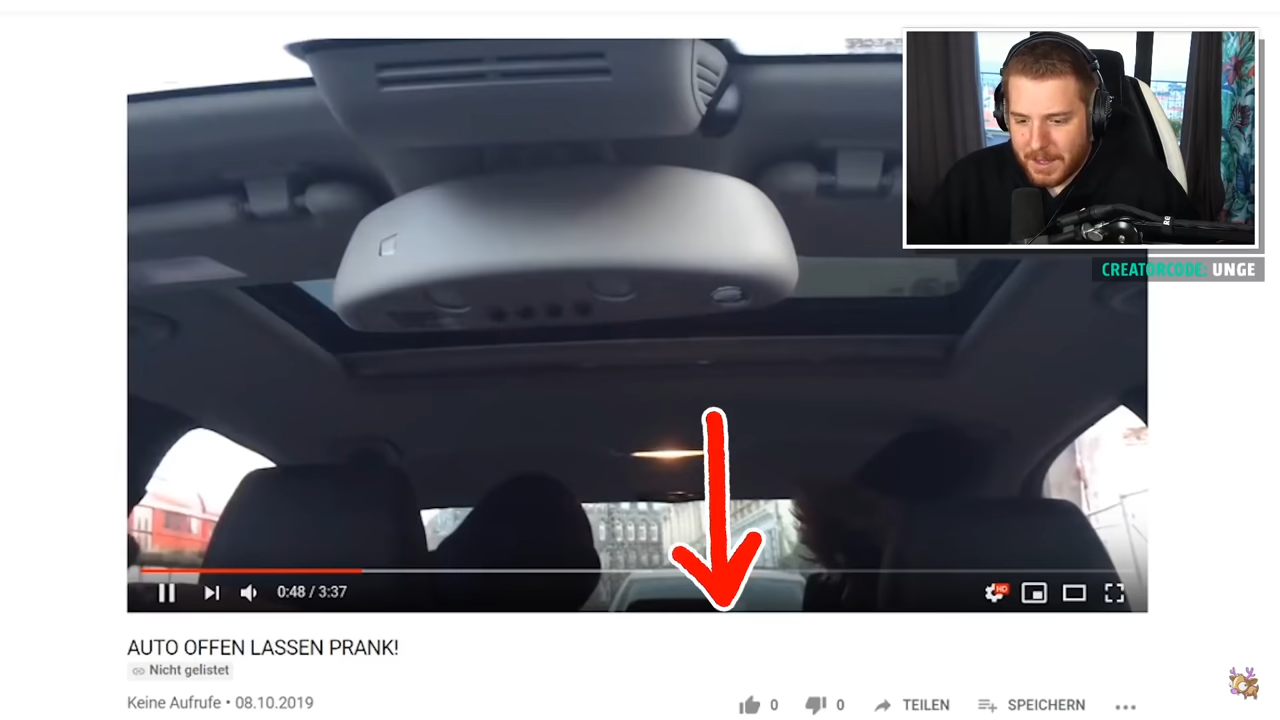 CREATORCODE: UNGE
0:48 / 3:37
HD
AUTO OFFEN LASSEN PRANK!
Nicht gelistet
Keine Aufrufe • 08.10.2019
0
0
TEILEN
SPEICHERN